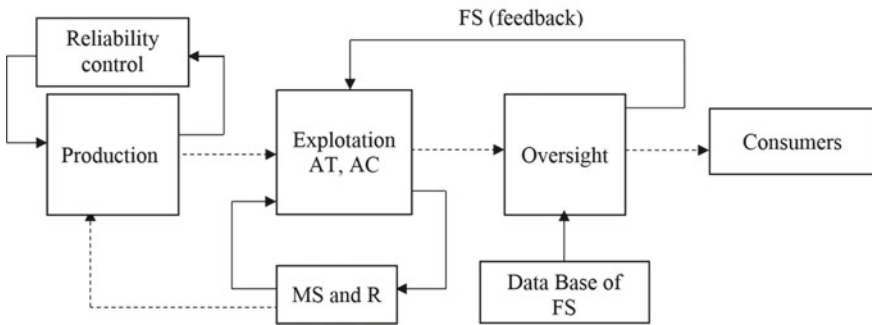 FS (feedback)
Reliability
control
Production
Explotation
AT, AC
Oversight
Consumers
MS and R
Data Base of
FS